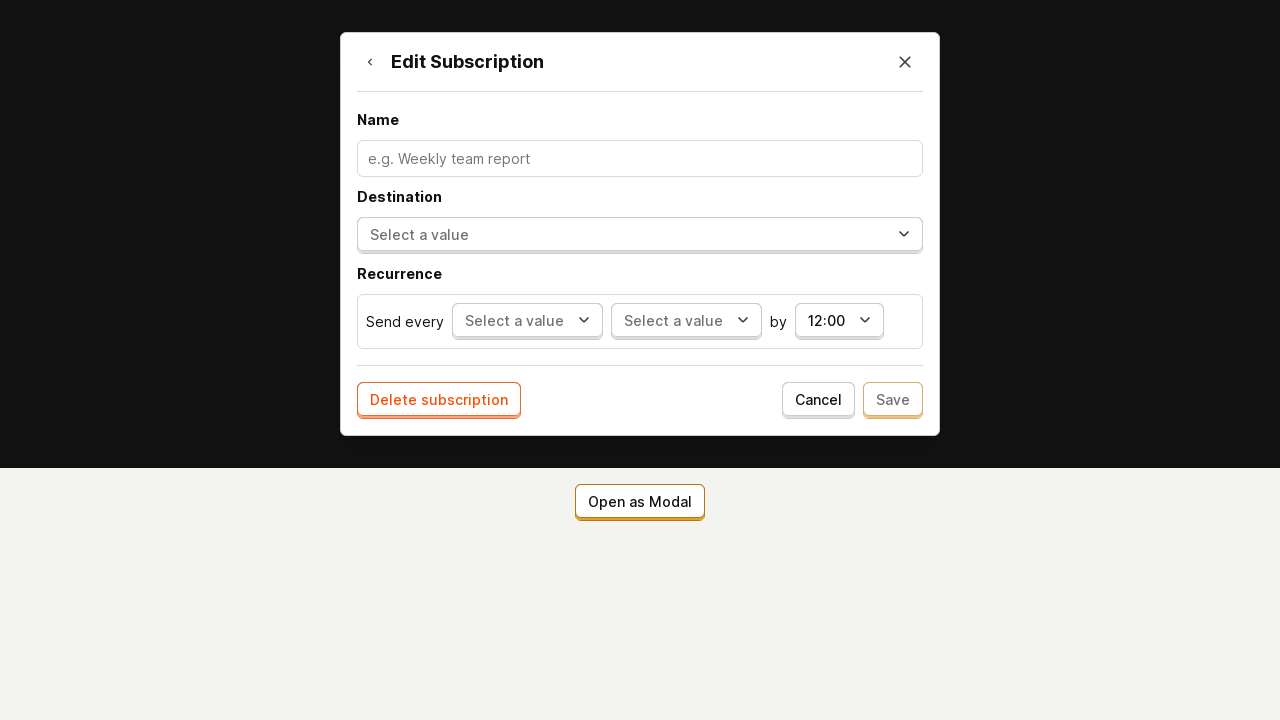 Edit Subscription
Name
e.g. Weekly team report
Destination
Select a value
Recurrence
Send every Select a value Select a value by 12:00
Delete subscription Cancel Save
Open as Modal